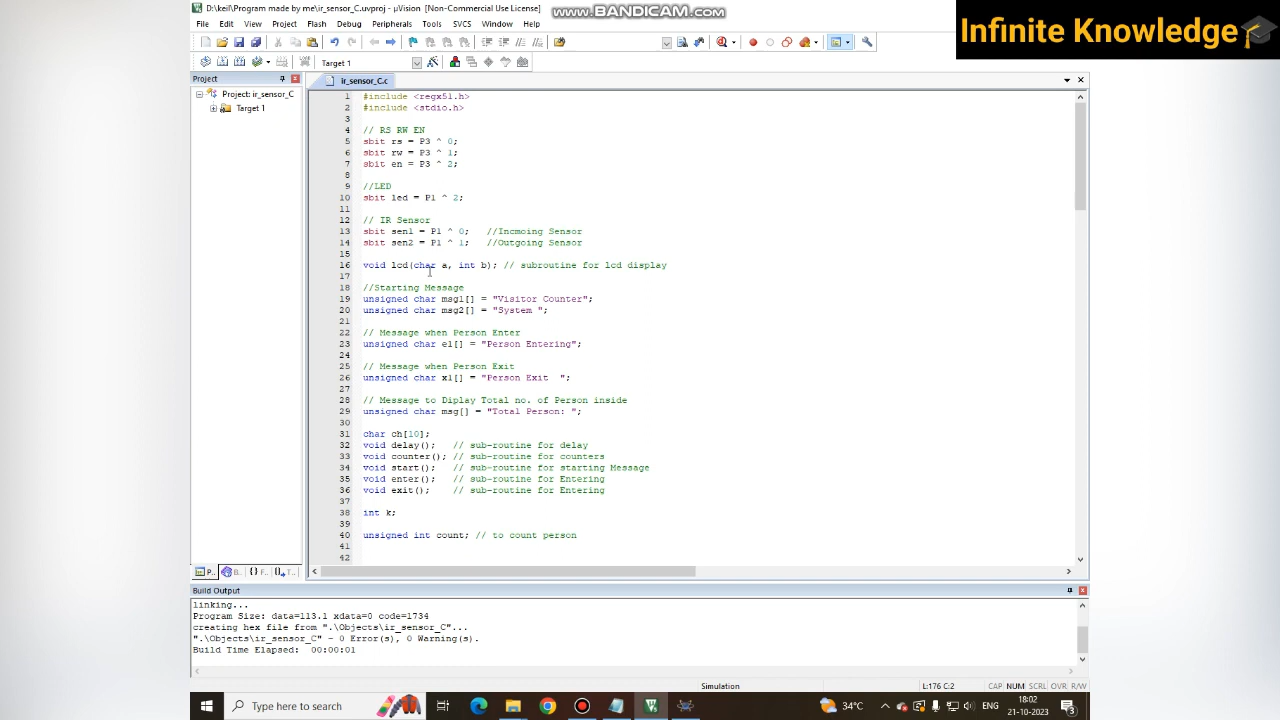 D:\keil\Program made by me\ir_sensor_C.uvproj - µVision [Non-Commercial Use License]
www.BANDICAM.com
Infinite Knowledge
File Edit View Project Flash Debug Peripherals Tools SVCS Window Help
Target 1
Project
ir_sensor_C.c
Project: ir_sensor_C
Target 1
1 #include <regx51.h>
2 #include <stdio.h>
3
4 // RS RW EN
5 sbit rs = P3 ^ 0;
6 sbit rw = P3 ^ 1;
7 sbit en = P3 ^ 2;
8
9 //LED
10 sbit led = P1 ^ 2;
11
12 // IR Sensor
13 sbit sen1 = P1 ^ 0; //Incmoing Sensor
14 sbit sen2 = P1 ^ 1; //Outgoing Sensor
15
16 void lcd(char a, int b); // subroutine for lcd display
17
18 //Starting Message
19 unsigned char msg1[] = "Visitor Counter";
20 unsigned char msg2[] = "System ";
21
22 // Message when Person Enter
23 unsigned char e1[] = "Person Entering";
24
25 // Message when Person Exit
26 unsigned char x1[] = "Person Exit  ";
27
28 // Message to Diplay Total no. of Person inside
29 unsigned char msg[] = "Total Person: ";
30
31 char ch[10];
32 void delay(); // sub-routine for delay
33 void counter(); // sub-routine for counters
34 void start(); // sub-routine for starting Message
35 void enter(); // sub-routine for Entering
36 void exit(); // sub-routine for Entering
37
38 int k;
39
40 unsigned int count; // to count person
41
42
P... B... {} F... T...
Build Output
linking...
Program Size: data=113.1 xdata=0 code=1734
creating hex file from ".\Objects\ir_sensor_C"...
".\Objects\ir_sensor_C" - 0 Error(s), 0 Warning(s).
Build Time Elapsed: 00:00:01
Simulation L:176 C:2 CAP NUM SCRL OVR R/W
Type here to search
34°C
ENG
18:02
21-10-2023
3